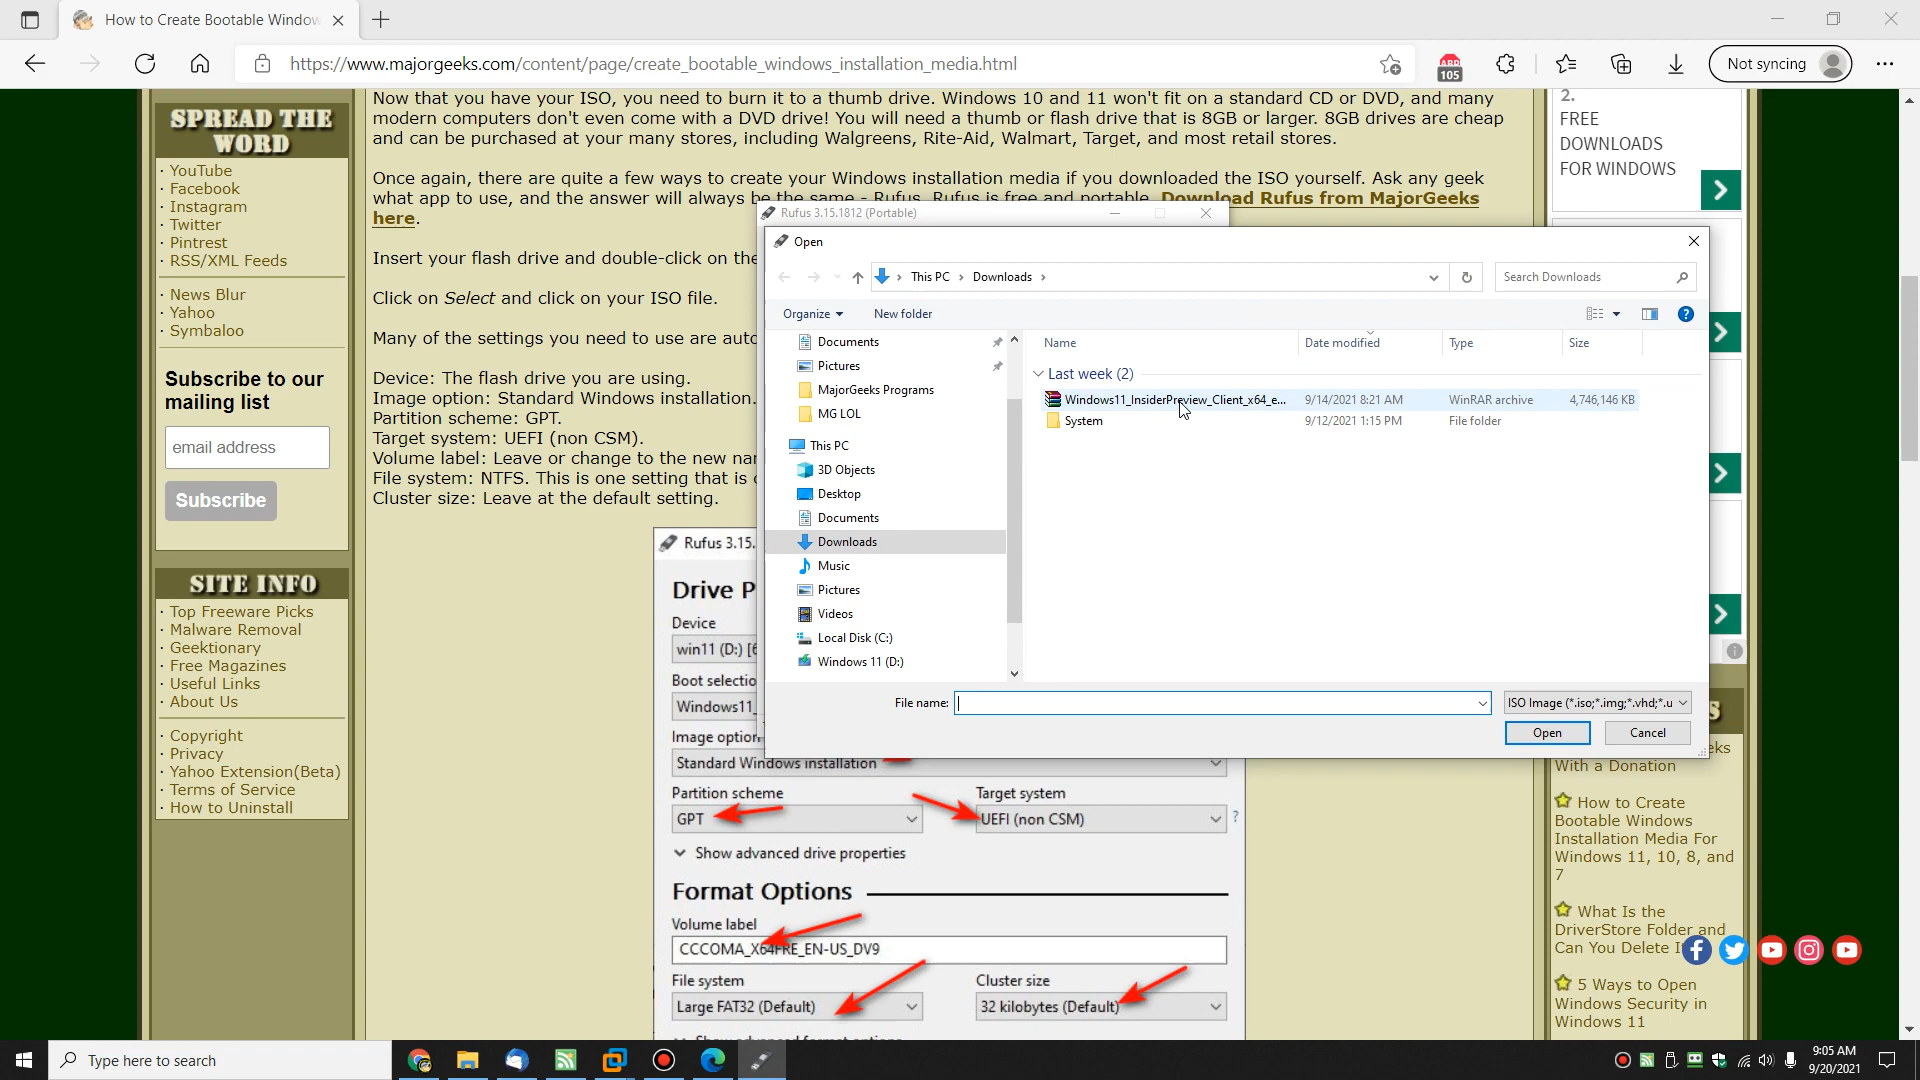 How to Create Bootable Window
https://www.majorgeeks.com/content/page/create_bootable_windows_installation_media.html
ABP
105
Not syncing
SPREAD THE
WORD
· YouTube
· Facebook
· Instagram
· Twitter
· Pintrest
· RSS/XML Feeds
· News Blur
· Yahoo
· Symbaloo
Subscribe to our
mailing list
email address
Subscribe
SITE INFO
· Top Freeware Picks
· Malware Removal
· Geektionary
· Free Magazines
· Useful Links
· About Us
· Copyright
· Privacy
· Yahoo Extension(Beta)
· Terms of Service
· How to Uninstall
Now that you have your ISO, you need to burn it to a thumb drive. Windows 10 and 11 won't fit on a standard CD or DVD, and many
modern computers don't even come with a DVD drive! You will need a thumb or flash drive that is 8GB or larger. 8GB drives are cheap
and can be purchased at your many stores, including Walgreens, Rite-Aid, Walmart, Target, and most retail stores.
Once again, there are quite a few ways to create your Windows installation media if you downloaded the ISO yourself. Ask any geek
what app to use, and the answer will always be the same - Rufus. Rufus is free and portable. Download Rufus from MajorGeeks
here.
Insert your flash drive and double-click on the
Click on Select and click on your ISO file.
Many of the settings you need to use are auto
Device: The flash drive you are using.
Image option: Standard Windows installation.
Partition scheme: GPT.
Target system: UEFI (non CSM).
Volume label: Leave or change to the new nar
File system: NTFS. This is one setting that is
Cluster size: Leave at the default setting.
Rufus 3.15.1812 (Portable)
Open
This PC
Downloads
Search Downloads
Organize
New folder
Documents
Pictures
MajorGeeks Programs
MG LOL
This PC
3D Objects
Desktop
Documents
Downloads
Music
Pictures
Videos
Local Disk (C:)
Windows 11 (D:)
Name Date modified Type Size
Last week (2)
Windows11_InsiderPreview_Client_x64_e... 9/14/2021 8:21 AM WinRAR archive 4,746,146 KB
System 9/12/2021 1:15 PM File folder
File name:
ISO Image (*.iso;*.img;*.vhd;*.u
Open
Cancel
Rufus 3.15.
Drive P
Device
win11 (D:) [6
Boot selectio
Windows11_
Image option
Standard Windows installation
Partition scheme
GPT
Target system
UEFI (non CSM)
?
Show advanced drive properties
Format Options
Volume label
CCCOMA_X64FRE_EN-US_DV9
File system
Large FAT32 (Default)
Cluster size
32 kilobytes (Default)
2.
FREE
DOWNLOADS
FOR WINDOWS
S
eks
With a Donation
How to Create
Bootable Windows
Installation Media For
Windows 11, 10, 8, and
7
What Is the
DriverStore Folder and
Can You Delete I
5 Ways to Open
Windows Security in
Windows 11
Type here to search
9:05 AM
9/20/2021